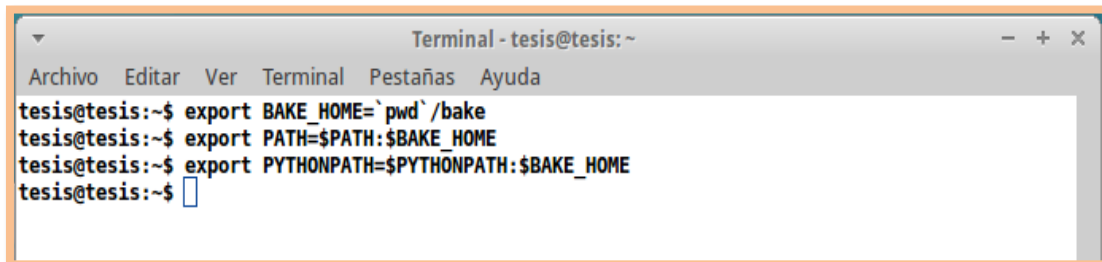 Terminal - tesis@tesis: ~
Archivo Editar Ver Terminal Pestañas Ayuda
tesis@tesis:~$ export BAKE_HOME=`pwd`/bake
tesis@tesis:~$ export PATH=$PATH:$BAKE_HOME
tesis@tesis:~$ export PYTHONPATH=$PYTHONPATH:$BAKE_HOME
tesis@tesis:~$